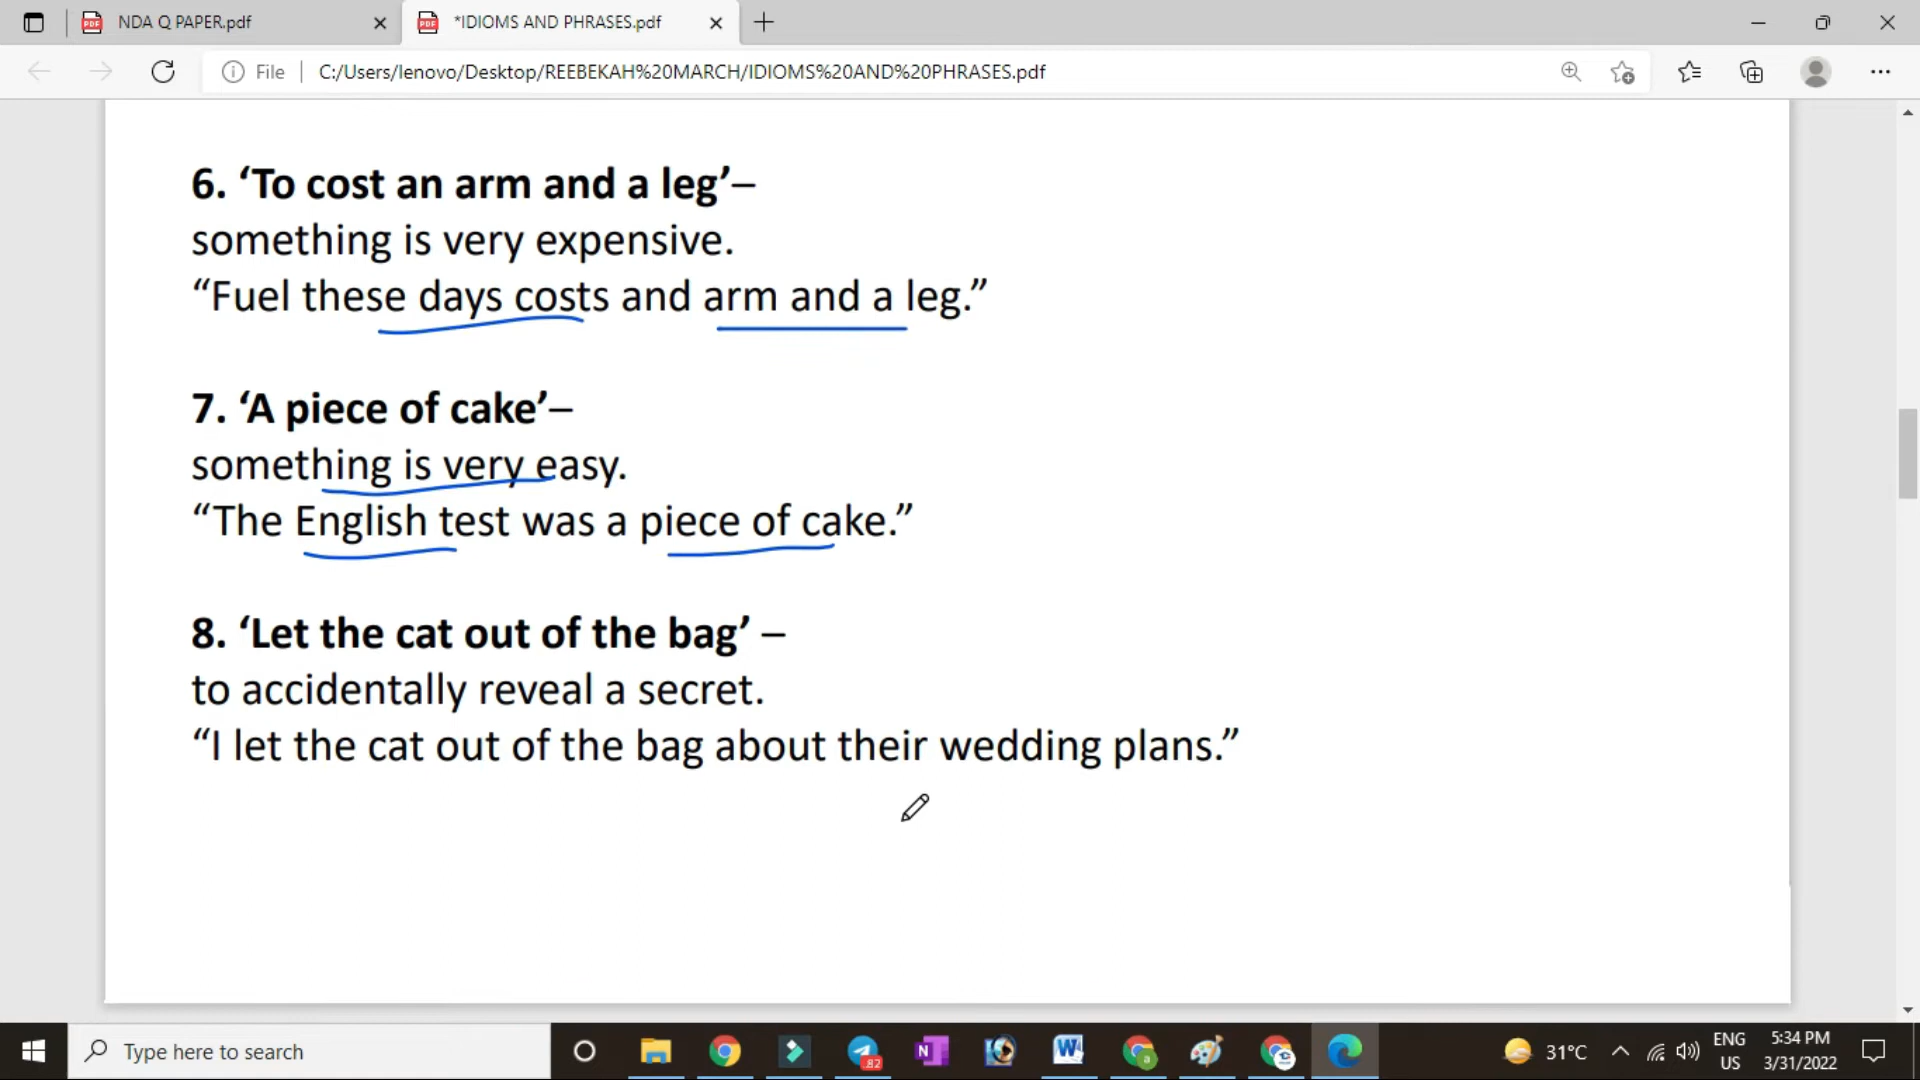 NDA Q PAPER.pdf
*IDIOMS AND PHRASES.pdf
File
C:/Users/lenovo/Desktop/REEBEKAH%20MARCH/IDIOMS%20AND%20PHRASES.pdf
6. ‘To cost an arm and a leg’–
something is very expensive.
“Fuel these days costs and arm and a leg.”
7. ‘A piece of cake’–
something is very easy.
“The English test was a piece of cake.”
8. ‘Let the cat out of the bag’ –
to accidentally reveal a secret.
“I let the cat out of the bag about their wedding plans.”
Type here to search
82
31°C
ENG
US
5:34 PM
3/31/2022